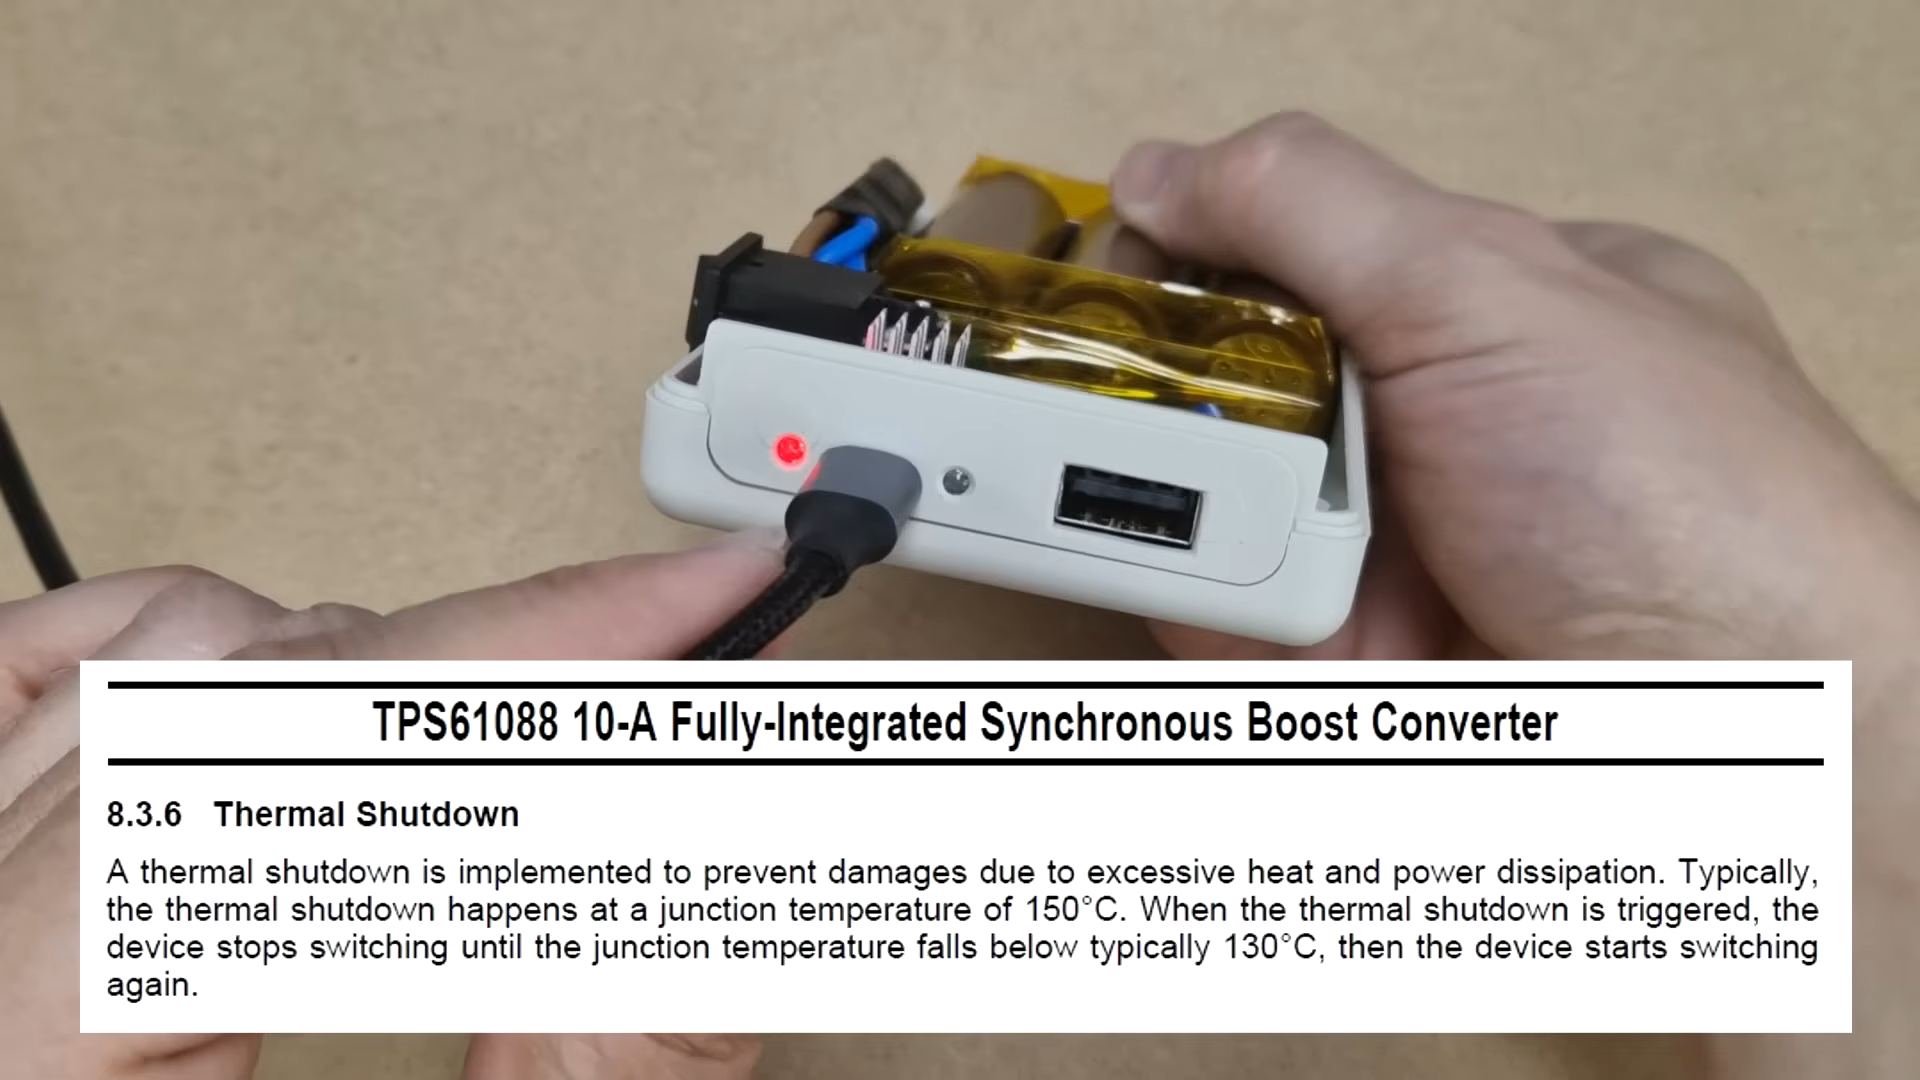 TPS61088 10-A Fully-Integrated Synchronous Boost Converter
8.3.6 Thermal Shutdown
A thermal shutdown is implemented to prevent damages due to excessive heat and power dissipation. Typically,
the thermal shutdown happens at a junction temperature of 150°C. When the thermal shutdown is triggered, the
device stops switching until the junction temperature falls below typically 130°C, then the device starts switching
again.